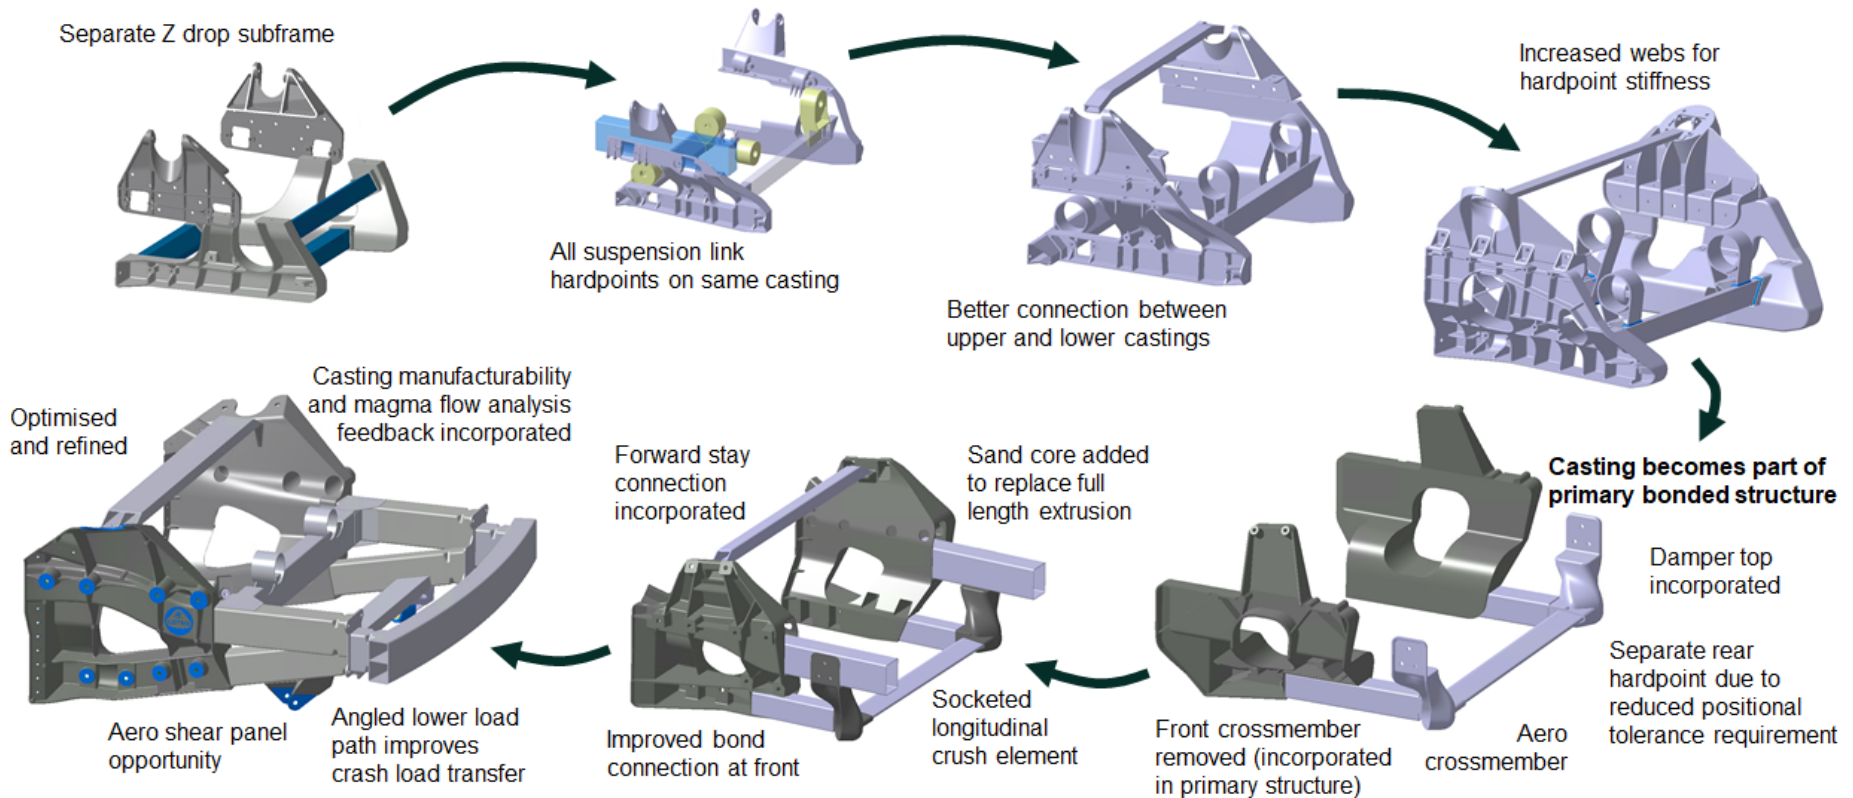 Separate Z drop subframe
All suspension link
hardpoints on same casting
Better connection between
upper and lower castings
Increased webs for
hardpoint stiffness
Casting becomes part of
primary bonded structure
Damper top
incorporated
Separate rear
hardpoint due to
reduced positional
tolerance requirement
Aero
crossmember
Front crossmember
removed (incorporated
in primary structure)
Sand core added
to replace full
length extrusion
Forward stay
connection
incorporated
Socketed
longitudinal
crush element
Improved bond
connection at front
Casting manufacturability
and magma flow analysis
feedback incorporated
Optimised
and refined
Angled lower load
path improves
crash load transfer
Aero shear panel
opportunity